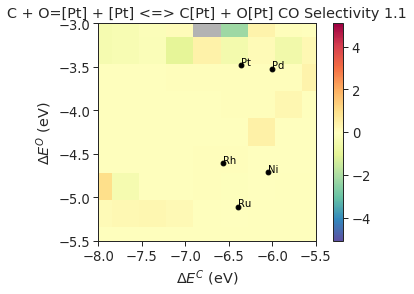 C + O=[Pt] + [Pt] <=> C[Pt] + O[Pt] CO Selectivity 1.1
−3.0
−3.5
−4.0
−4.5
−5.0
−5.5
ΔE^O (eV)
Pt
Pd
Rh
Ni
Ru
−8.0 −7.5 −7.0 −6.5 −6.0 −5.5
ΔE^C (eV)
4
2
0
−2
−4